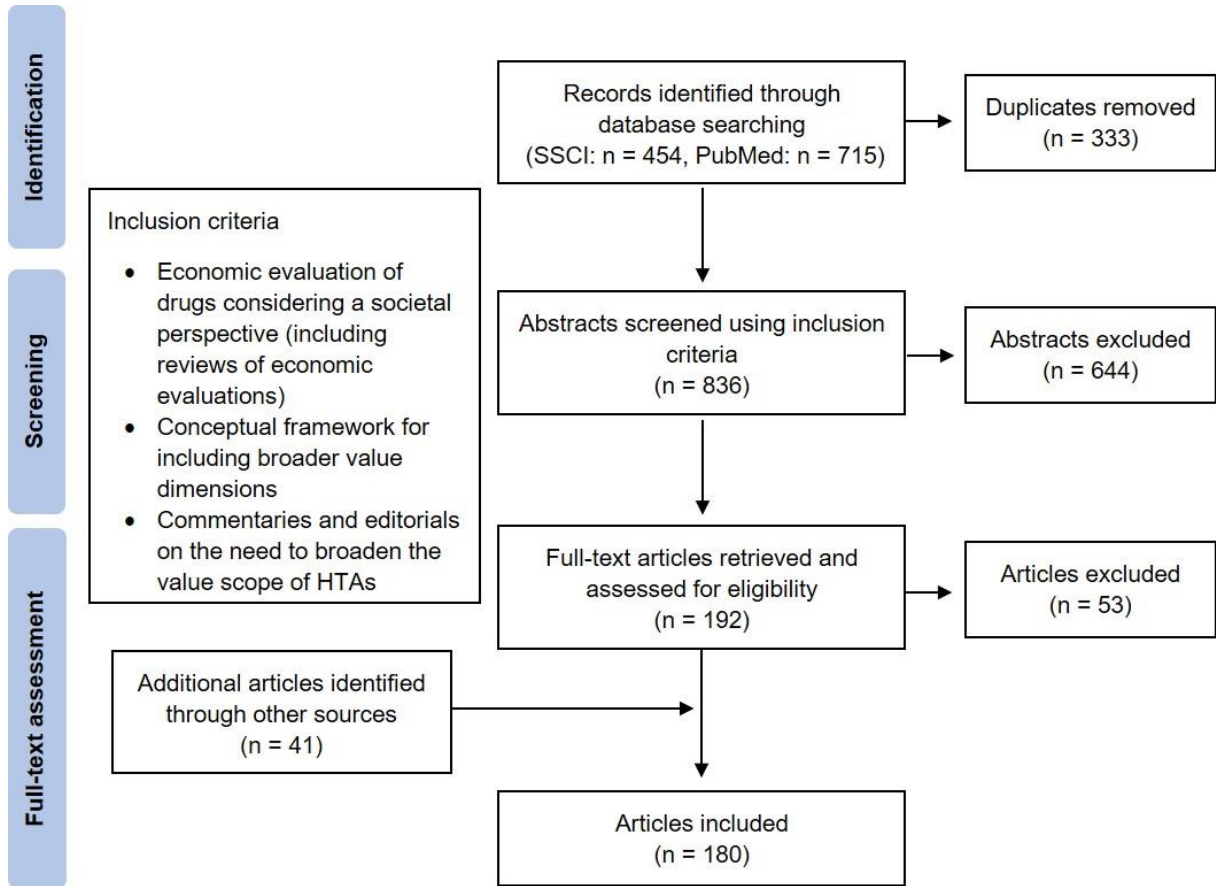 Identification
Records identified through
database searching
(SSCI: n = 454, PubMed: n = 715)
Duplicates removed
(n = 333)
Inclusion criteria
• Economic evaluation of
drugs considering a societal
perspective (including
reviews of economic
evaluations)
• Conceptual framework for
including broader value
dimensions
• Commentaries and editorials
on the need to broaden the
value scope of HTAs
Screening
Abstracts screened using inclusion
criteria
(n = 836)
Abstracts excluded
(n = 644)
Full-text assessment
Full-text articles retrieved and
assessed for eligibility
(n = 192)
Articles excluded
(n = 53)
Additional articles identified
through other sources
(n = 41)
Articles included
(n = 180)